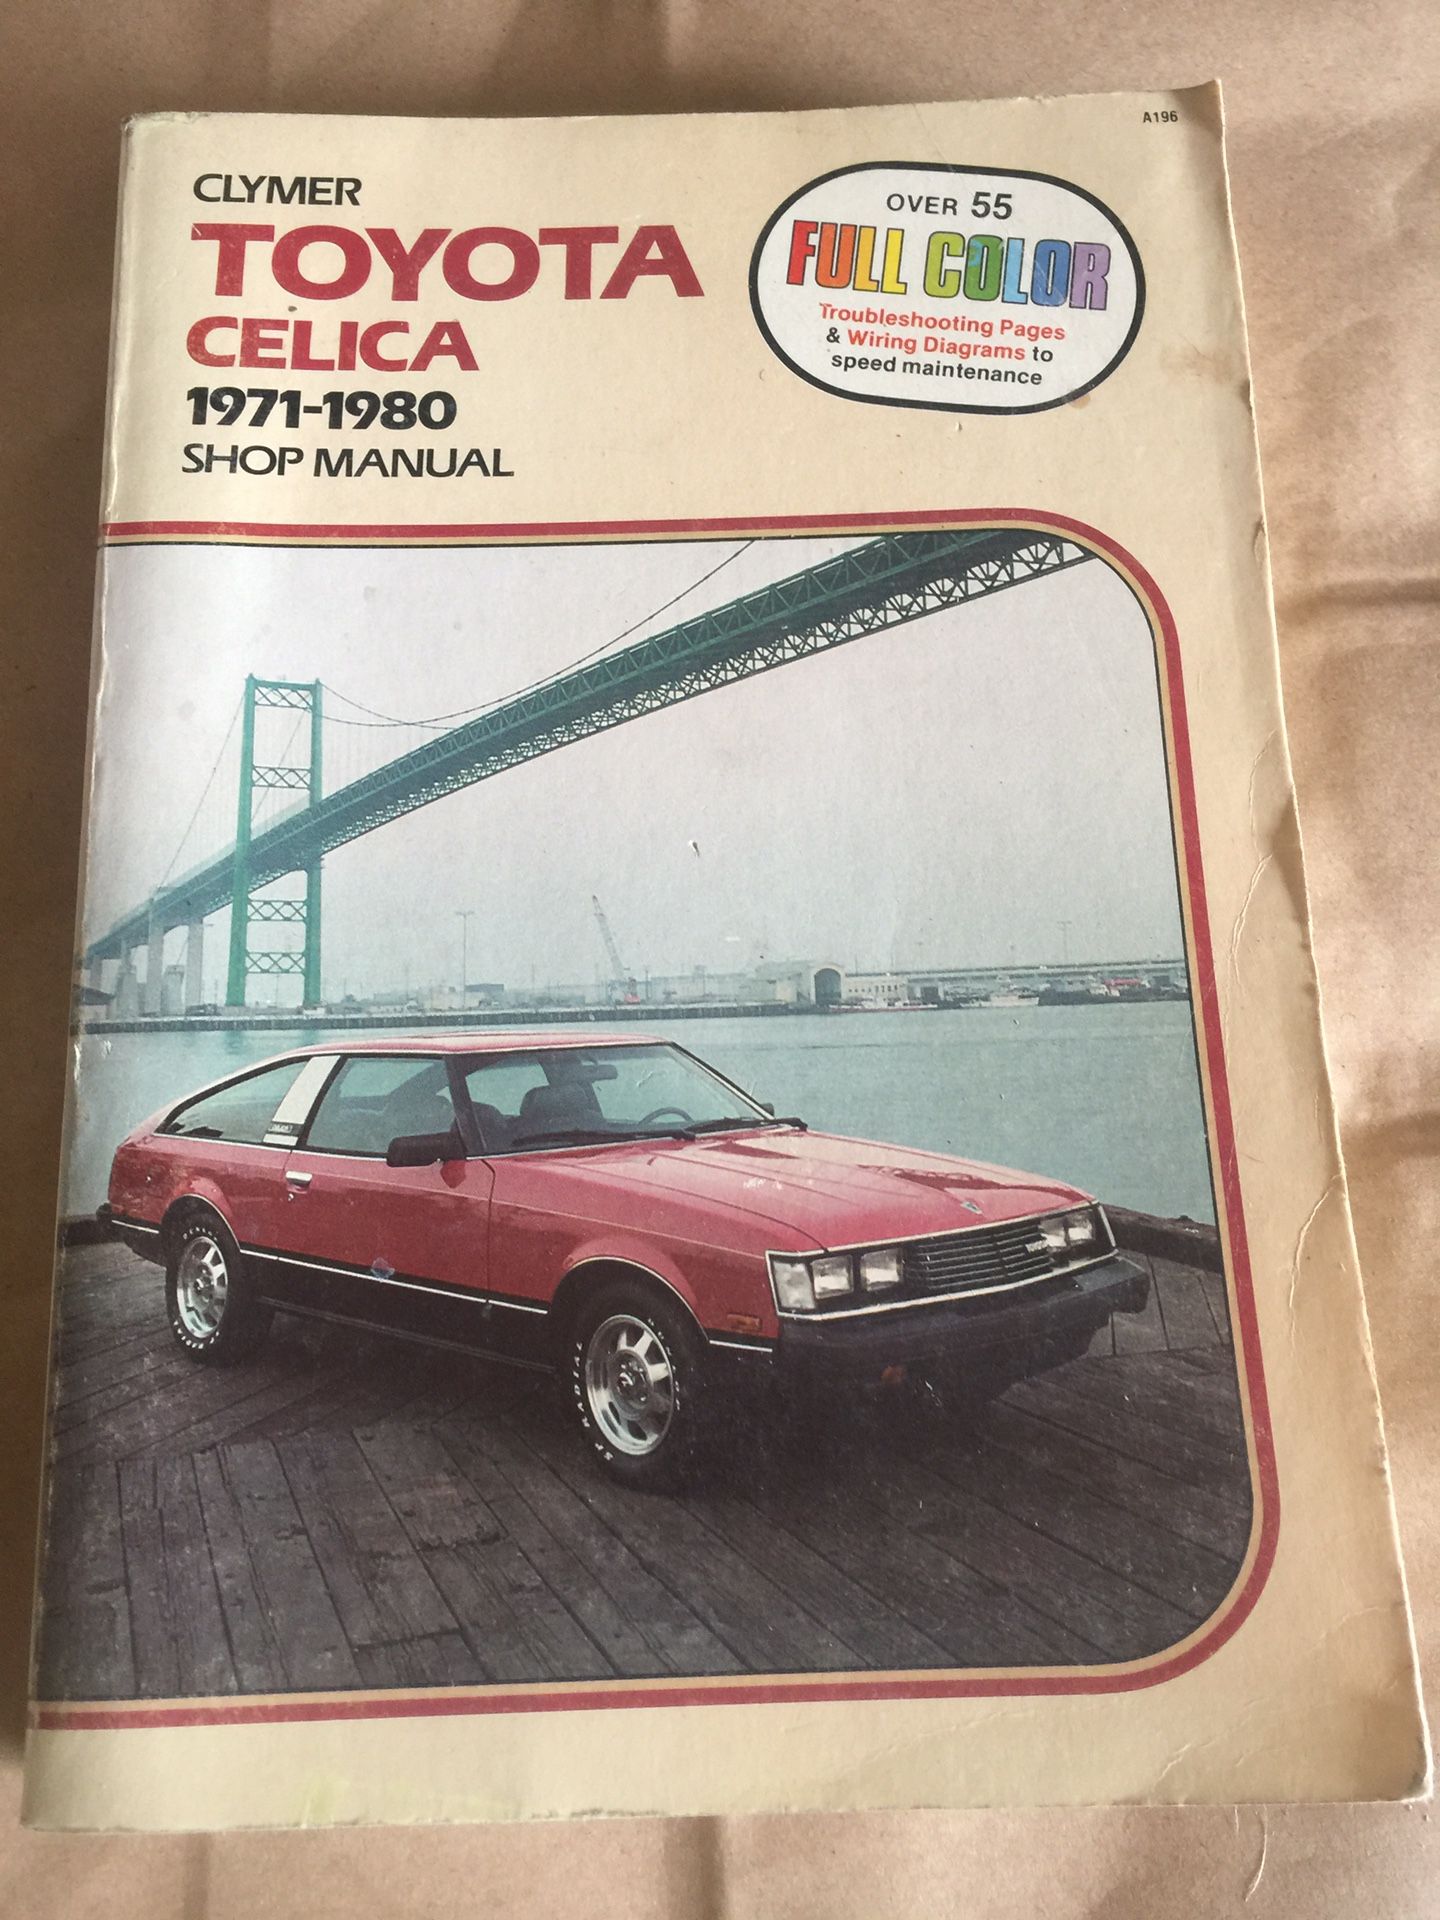 A196
CLYMER
TOYOTA
CELICA
1971-1980
SHOP MANUAL
OVER 55
FULL COLOR
Troubleshooting Pages
& Wiring Diagrams to
speed maintenance
RADIAL